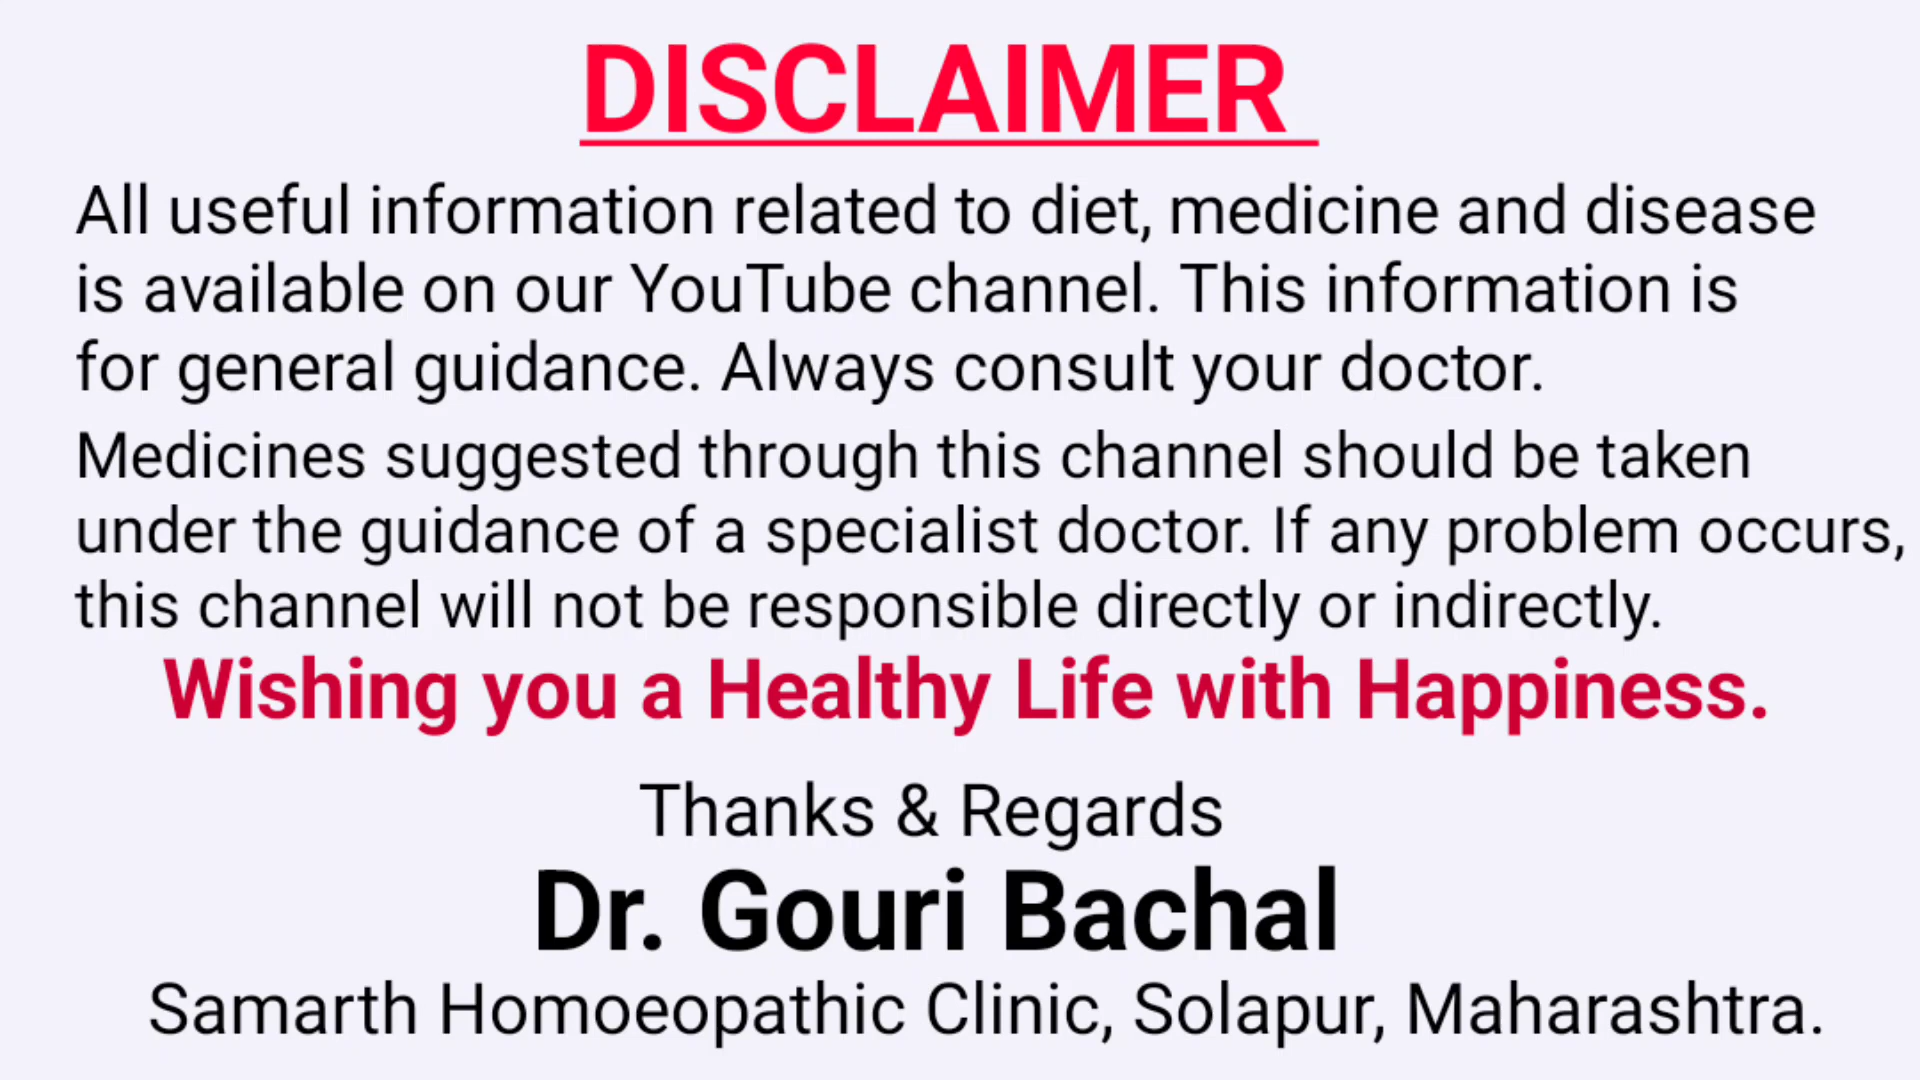 DISCLAIMER
All useful information related to diet, medicine and disease
is available on our YouTube channel. This information is
for general guidance. Always consult your doctor.
Medicines suggested through this channel should be taken
under the guidance of a specialist doctor. If any problem occurs,
this channel will not be responsible directly or indirectly.
Wishing you a Healthy Life with Happiness.
Thanks & Regards
Dr. Gouri Bachal
Samarth Homoeopathic Clinic, Solapur, Maharashtra.